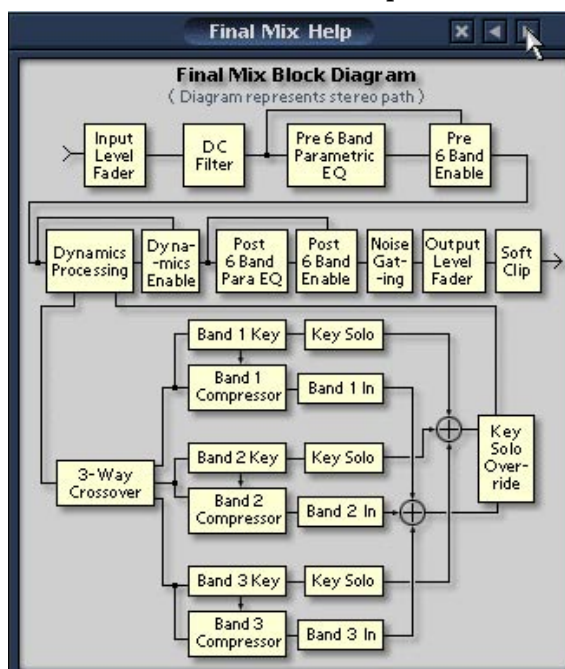 Final Mix Help
Final Mix Block Diagram
( Diagram represents stereo path )
Input
Level
Fader
DC
Filter
Pre 6 Band
Parametric
EQ
Pre
6 Band
Enable
Dynamics
Processing
Dyna-
-mics
Enable
Post
6 Band
Para EQ
Post
6 Band
Enable
Noise
Gat-
-ing
Output
Level
Fader
Soft
Clip
Band 1 Key
Key Solo
Band 1
Compressor
Band 1 In
3-Way
Crossover
Band 2 Key
Key Solo
Band 2
Compressor
Band 2 In
Key
Solo
Over-
ride
Band 3 Key
Key Solo
Band 3
Compressor
Band 3 In